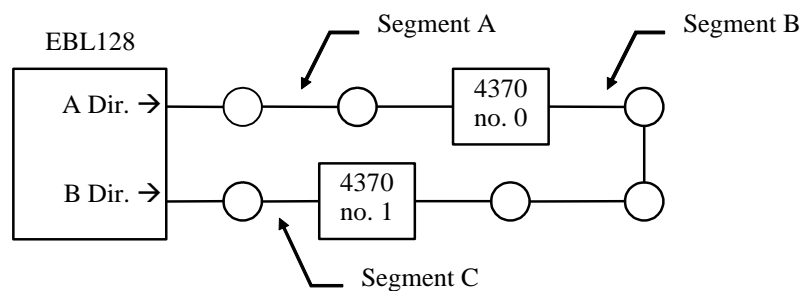 Segment A
Segment B
EBL128
A Dir. →
4370
no. 0
B Dir. →
4370
no. 1
Segment C